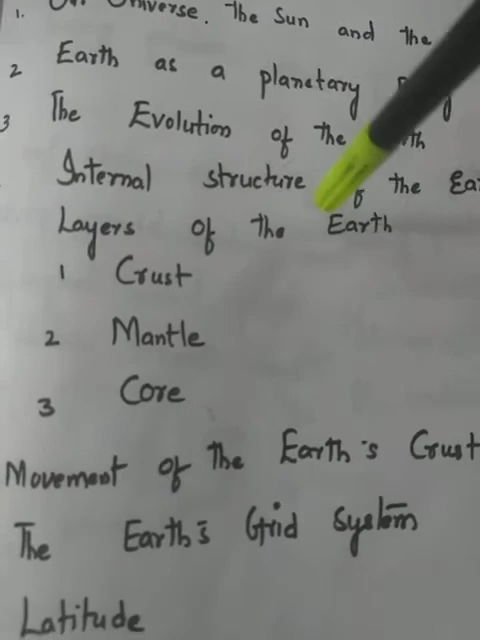 1. Our Universe. The Sun and the
2 Earth as a planetary
3 The Evolution of the
Internal structure of the
Layers of the Earth
1 Crust
2 Mantle
3 Core
Movement of the Earth's Crust
The Earth's Grid System
Latitude